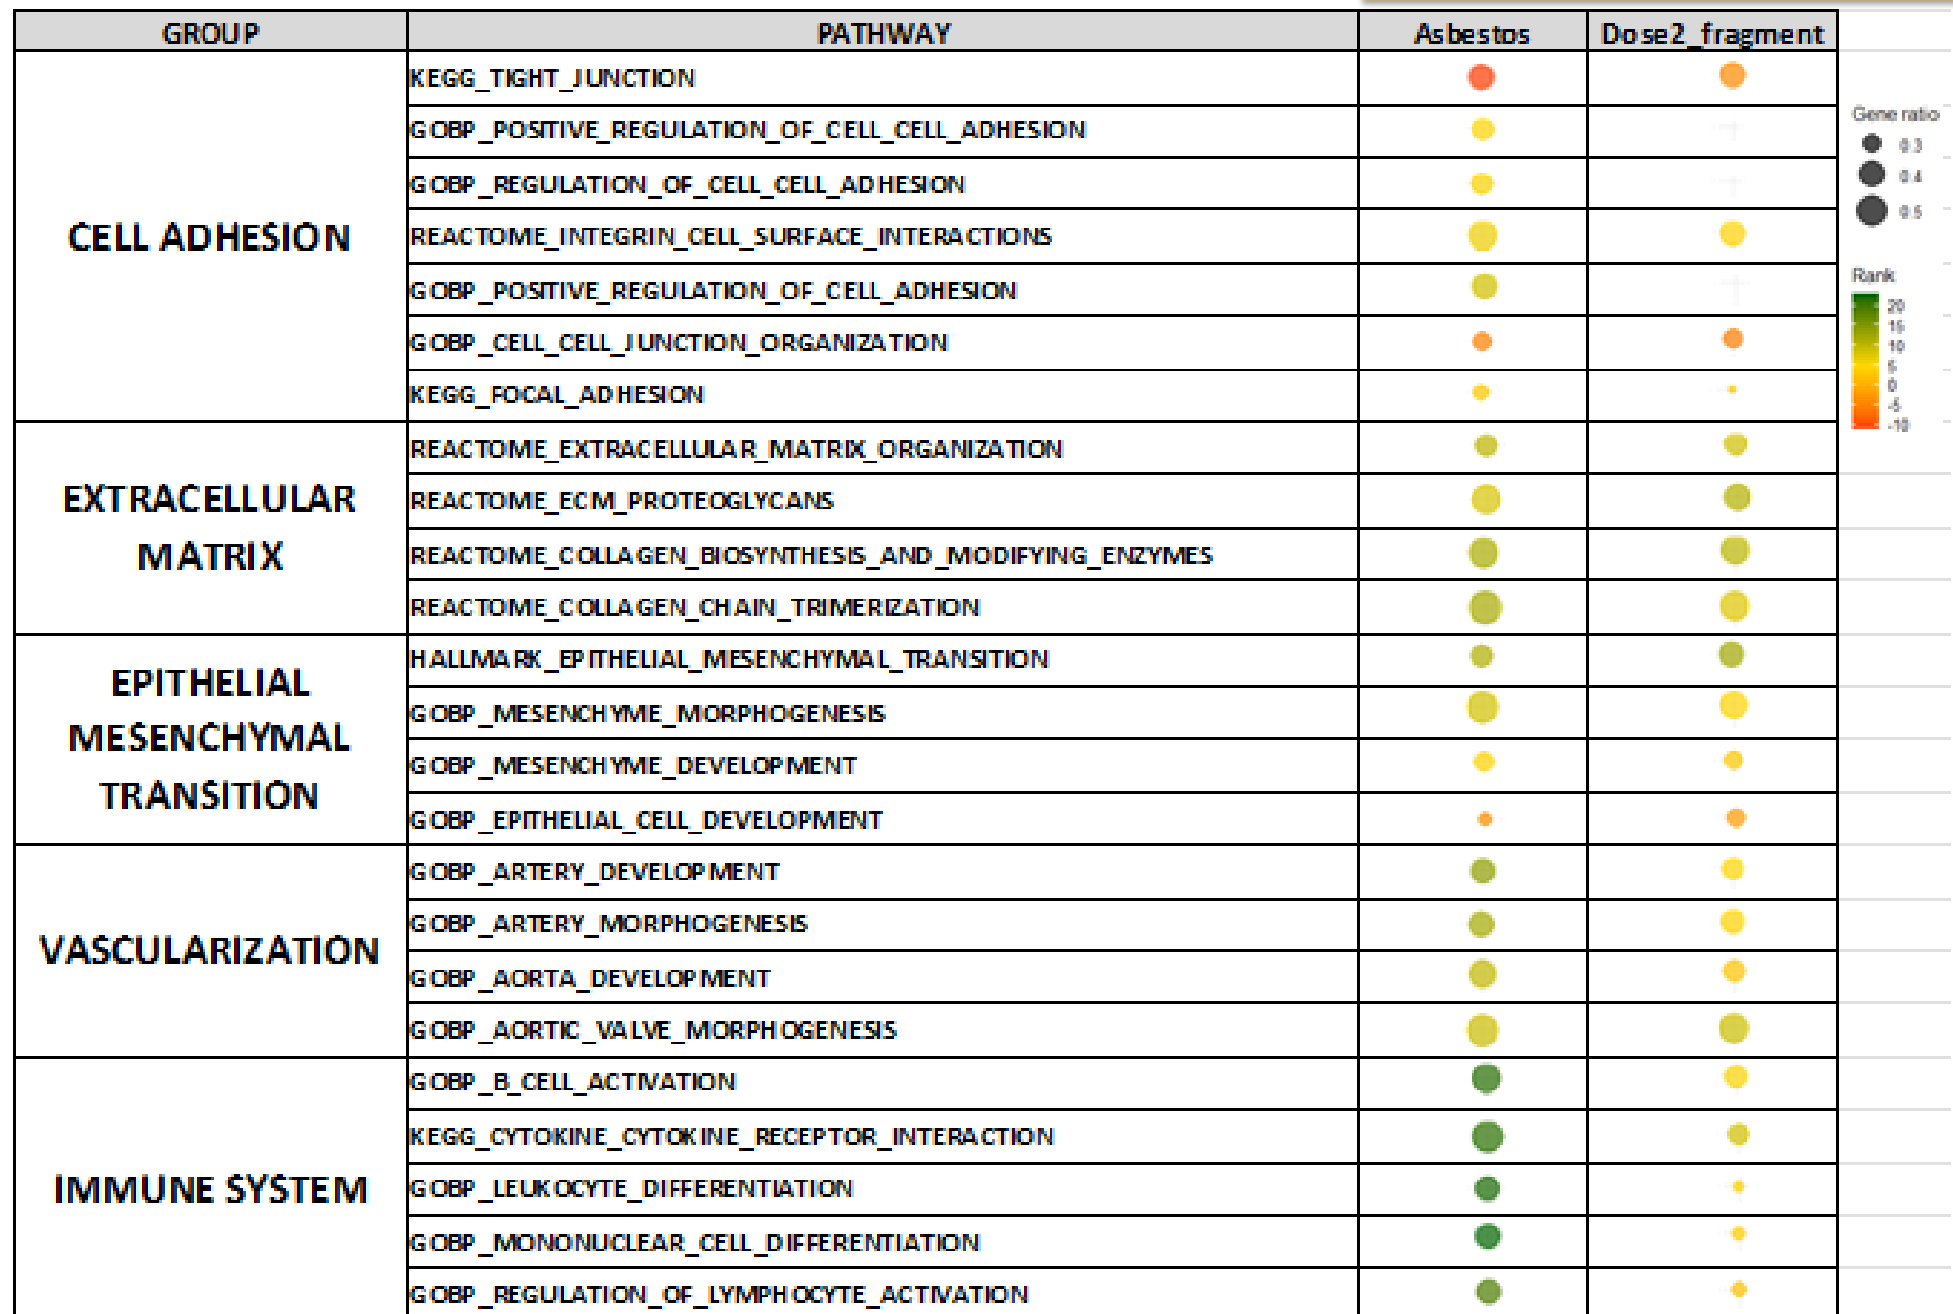 GROUP PATHWAY Asbestos Dose2_fragment
CELL ADHESION
KEGG_TIGHT_JUNCTION
GOBP_POSITIVE_REGULATION_OF_CELL_CELL_ADHESION
GOBP_REGULATION_OF_CELL_CELL_ADHESION
REACTOME_INTEGRIN_CELL_SURFACE_INTERACTIONS
GOBP_POSITIVE_REGULATION_OF_CELL_ADHESION
GOBP_CELL_CELL_JUNCTION_ORGANIZATION
KEGG_FOCAL_ADHESION
EXTRACELLULAR
MATRIX
REACTOME_EXTRACELLULAR_MATRIX_ORGANIZATION
REACTOME_ECM_PROTEOGLYCANS
REACTOME_COLLAGEN_BIOSYNTHESIS_AND_MODIFYING_ENZYMES
REACTOME_COLLAGEN_CHAIN_TRIMERIZATION
EPITHELIAL
MESENCHYMAL
TRANSITION
HALLMARK_EPITHELIAL_MESENCHYMAL_TRANSITION
GOBP_MESENCHYME_MORPHOGENESIS
GOBP_MESENCHYME_DEVELOPMENT
GOBP_EPITHELIAL_CELL_DEVELOPMENT
VASCULARIZATION
GOBP_ARTERY_DEVELOPMENT
GOBP_ARTERY_MORPHOGENESIS
GOBP_AORTA_DEVELOPMENT
GOBP_AORTIC_VALVE_MORPHOGENESIS
IMMUNE SYSTEM
GOBP_B_CELL_ACTIVATION
KEGG_CYTOKINE_CYTOKINE_RECEPTOR_INTERACTION
GOBP_LEUKOCYTE_DIFFERENTIATION
GOBP_MONONUCLEAR_CELL_DIFFERENTIATION
GOBP_REGULATION_OF_LYMPHOCYTE_ACTIVATION
Gene ratio
0.3
0.4
0.5
Rank
20
15
10
5
0
-5
-10